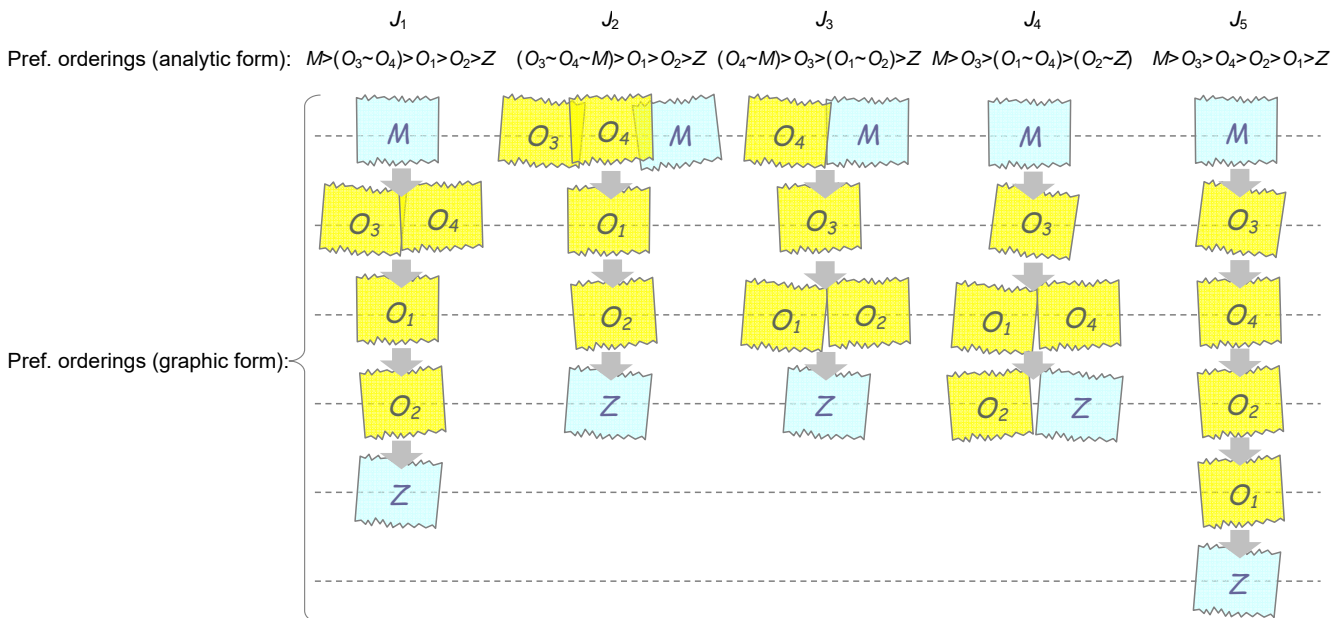 J1 J2 J3 J4 J5
Pref. orderings (analytic form): M>(O3~O4)>O1>O2>Z (O3~O4~M)>O1>O2>Z (O4~M)>O3>(O1~O2)>Z M>O3>(O1~O4)>(O2~Z) M>O3>O4>O2>O1>Z
M O3 O4 M O4 M M M
O3 O4 O1 O3 O3 O3
O1 O2 O1 O2 O1 O4 O4
Pref. orderings (graphic form):
O2 Z Z O2 Z O2
Z O1
Z